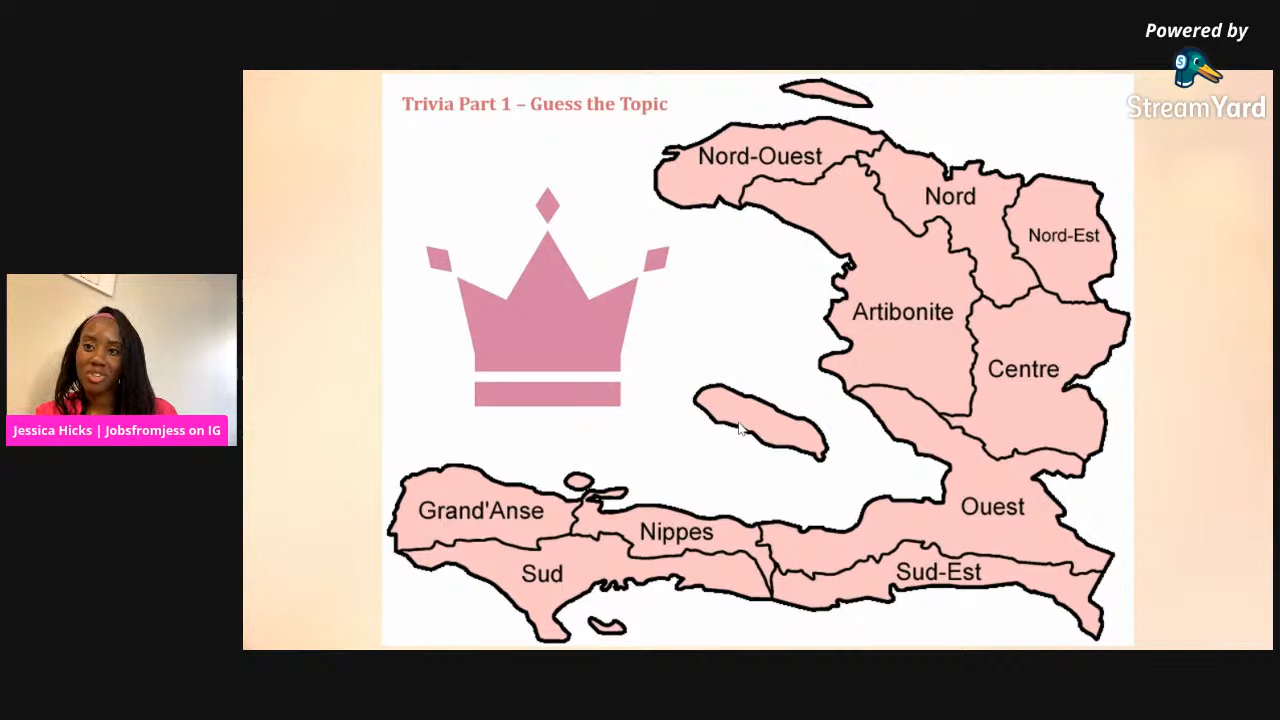 Powered by
StreamYard
Trivia Part 1 – Guess the Topic
Nord-Ouest
Nord
Nord-Est
Artibonite
Centre
Grand'Anse
Nippes
Ouest
Sud
Sud-Est
Jessica Hicks | Jobsfromjess on IG